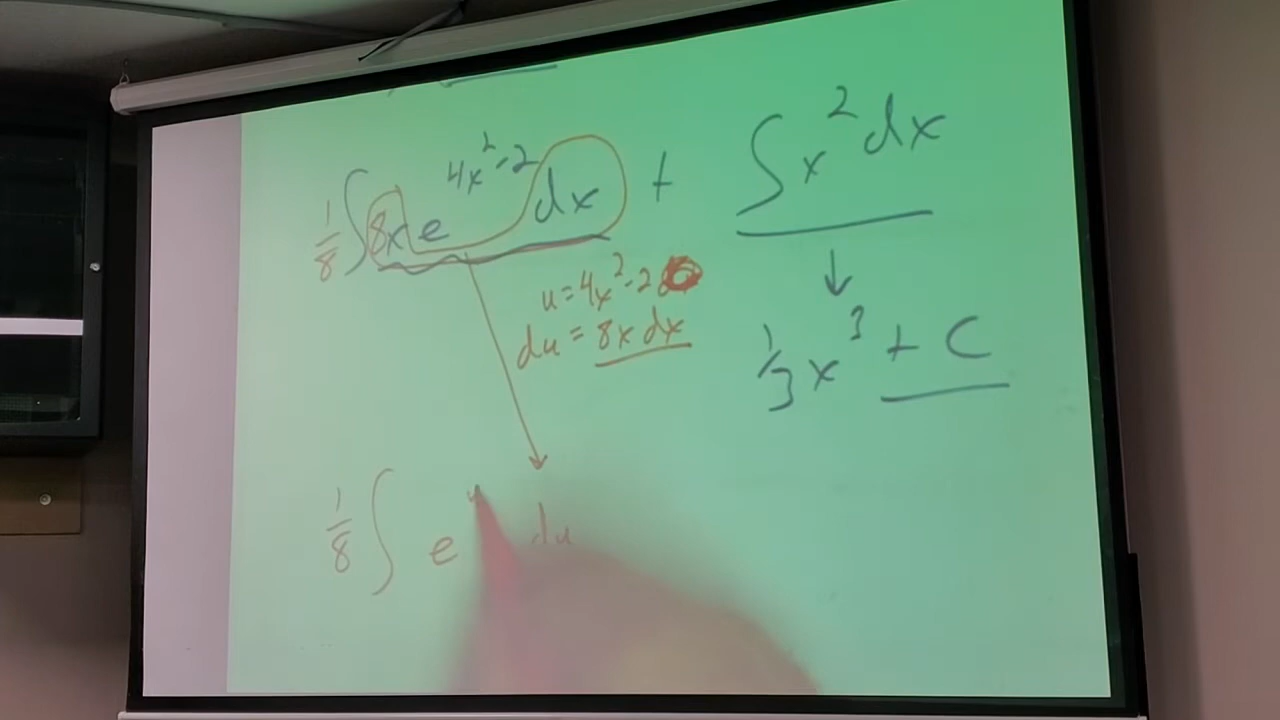 1/8 ∫ 8x e^{4x²-2} dx + ∫ x² dx
u = 4x² - 2
du = 8x dx
1/3 x³ + C
1/8 ∫ e^u du